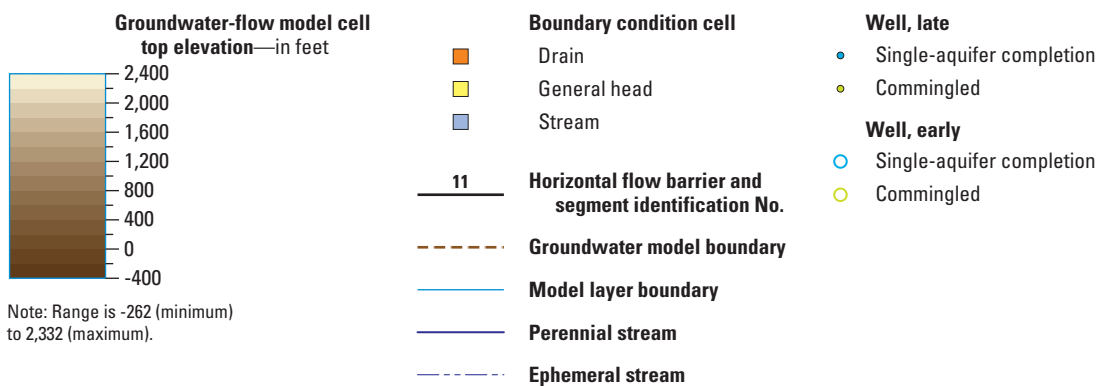 Groundwater-flow model cell
top elevation—in feet
2,400
2,000
1,600
1,200
800
400
0
-400
Note: Range is -262 (minimum)
to 2,332 (maximum).
Boundary condition cell
Drain
General head
Stream
11
Horizontal flow barrier and
segment identification No.
Groundwater model boundary
Model layer boundary
Perennial stream
Ephemeral stream
Well, late
Single-aquifer completion
Commingled
Well, early
Single-aquifer completion
Commingled